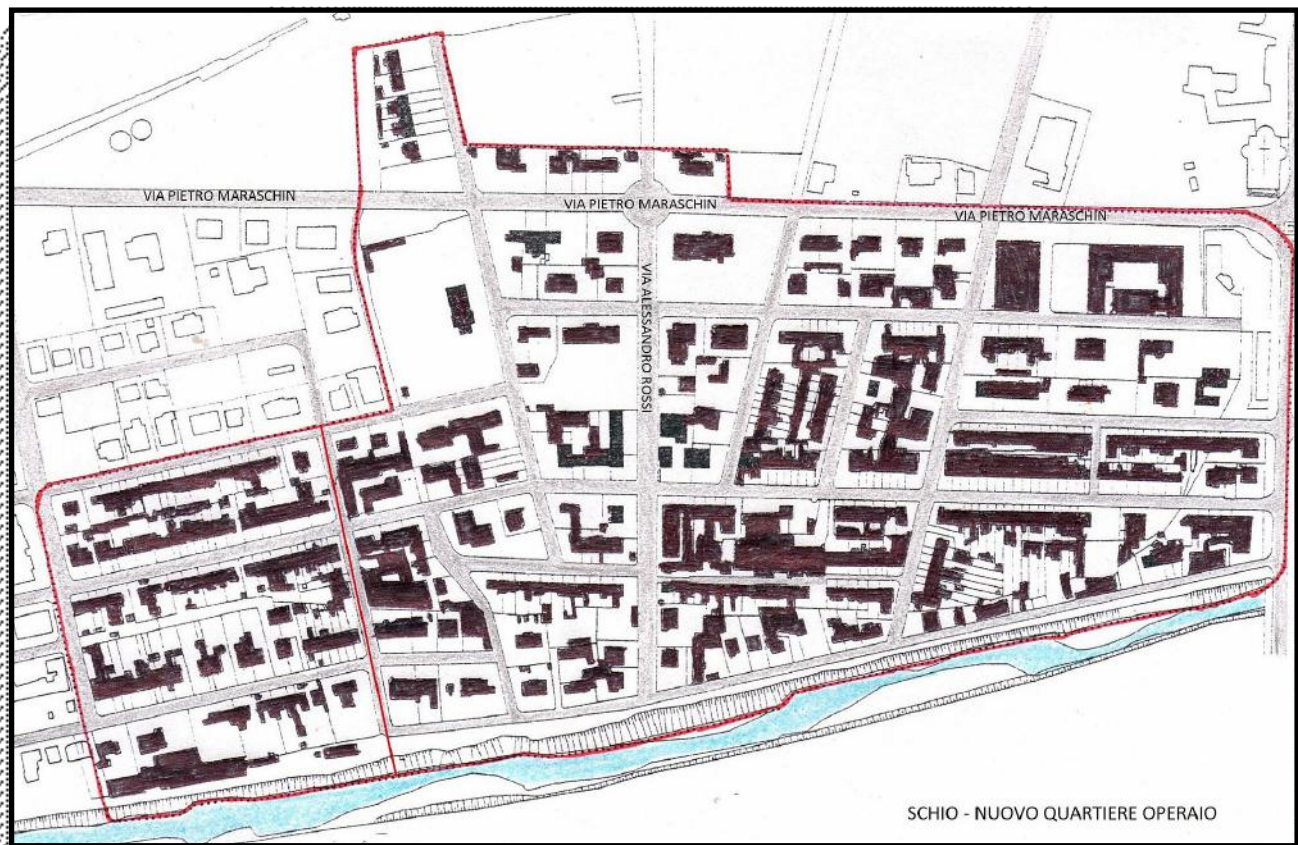 VIA PIETRO MARASCHIN
VIA PIETRO MARASCHIN
VIA PIETRO MARASCHIN
VIA ALESSANDRO ROSSI
SCHIO - NUOVO QUARTIERE OPERAIO